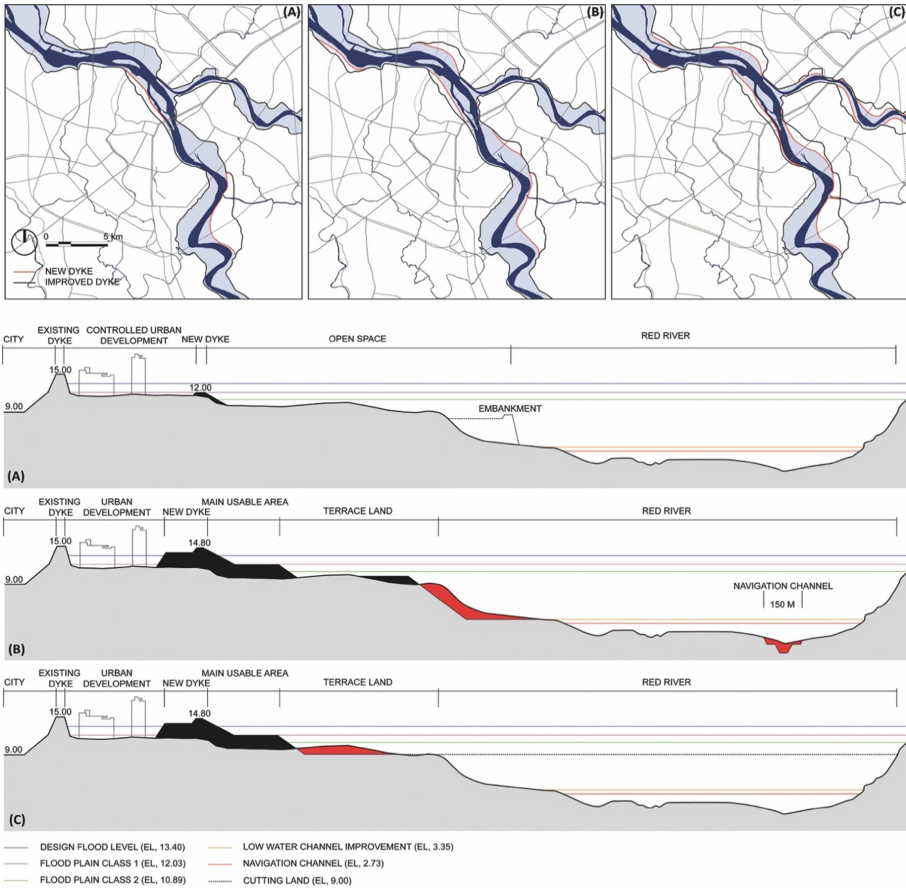 (A)
(B)
(C)
0 5 km
NEW DYKE
IMPROVED DYKE
CITY
EXISTING
DYKE
CONTROLLED URBAN
DEVELOPMENT
NEW DYKE
OPEN SPACE
RED RIVER
15.00
12.00
9.00
EMBANKMENT
(A)
CITY
EXISTING
DYKE
URBAN
DEVELOPMENT
NEW DYKE
MAIN USABLE AREA
TERRACE LAND
RED RIVER
15.00
14.80
9.00
NAVIGATION CHANNEL
150 M
(B)
CITY
EXISTING
DYKE
URBAN
DEVELOPMENT
NEW DYKE
MAIN USABLE AREA
TERRACE LAND
RED RIVER
15.00
14.80
9.00
(C)
DESIGN FLOOD LEVEL (EL, 13.40)
FLOOD PLAIN CLASS 1 (EL, 12.03)
FLOOD PLAIN CLASS 2 (EL, 10.89)
LOW WATER CHANNEL IMPROVEMENT (EL, 3.35)
NAVIGATION CHANNEL (EL, 2.73)
CUTTING LAND (EL, 9.00)